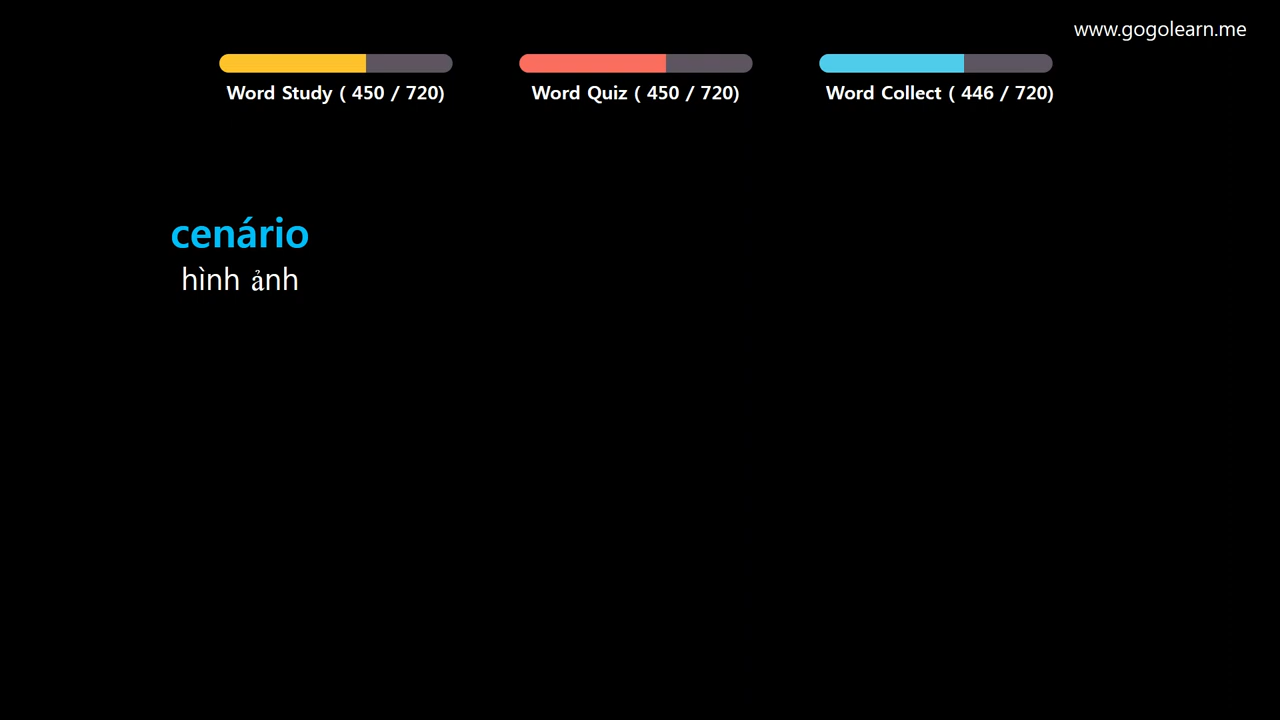 www.gogolearn.me
Word Study ( 450 / 720)
Word Quiz ( 450 / 720)
Word Collect ( 446 / 720)
cenário
hình ảnh